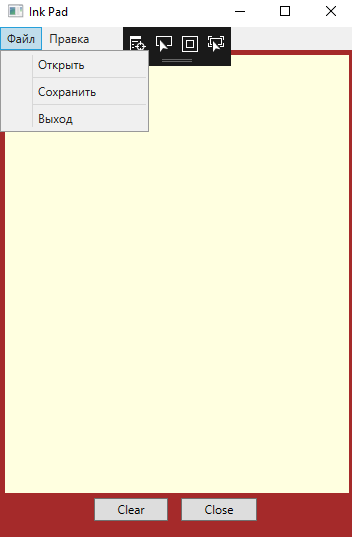 Ink Pad
Файл Правка
Открыть
Сохранить
Выход
Clear Close